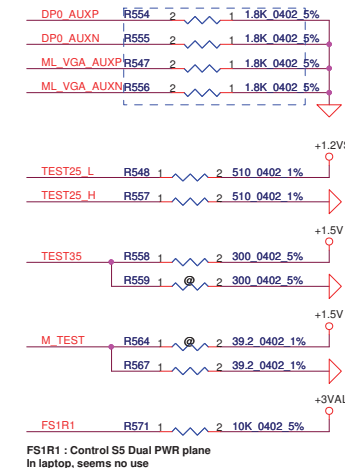 DP0_AUXP R554 2 1 1.8K_0402_5%
DP0_AUXN R555 2 1 1.8K_0402_5%
ML_VGA_AUXP R547 2 1 1.8K_0402_5%
ML_VGA_AUXN R556 2 1 1.8K_0402_5%
+1.2VS
TEST25_L R548 1 2 510_0402_1%
TEST25_H R557 1 2 510_0402_1%
+1.5V
TEST35 R558 1 2 300_0402_5%
R559 1 @ 2 300_0402_5%
+1.5V
M_TEST R564 1 @ 2 39.2_0402_1%
R567 1 2 39.2_0402_1%
+3VAL
FS1R1 R571 1 2 10K_0402_5%
FS1R1 : Control S5 Dual PWR plane
In laptop, seems no use